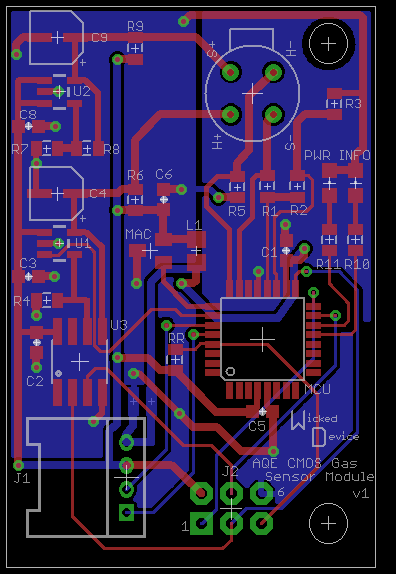 R9
C9
S+
H-
+
U2
R3
C8
R7
R8
H+
S-
PWR INFO
R6
C6
R5
R1
R2
C4
+
L1
MAC
U1
C1
R11
R10
C3
R4
U3
RR
C2
MCU
C5
icked
evice
AQE CMOS Gas
Sensor Module
v1
J1
J2
6
1